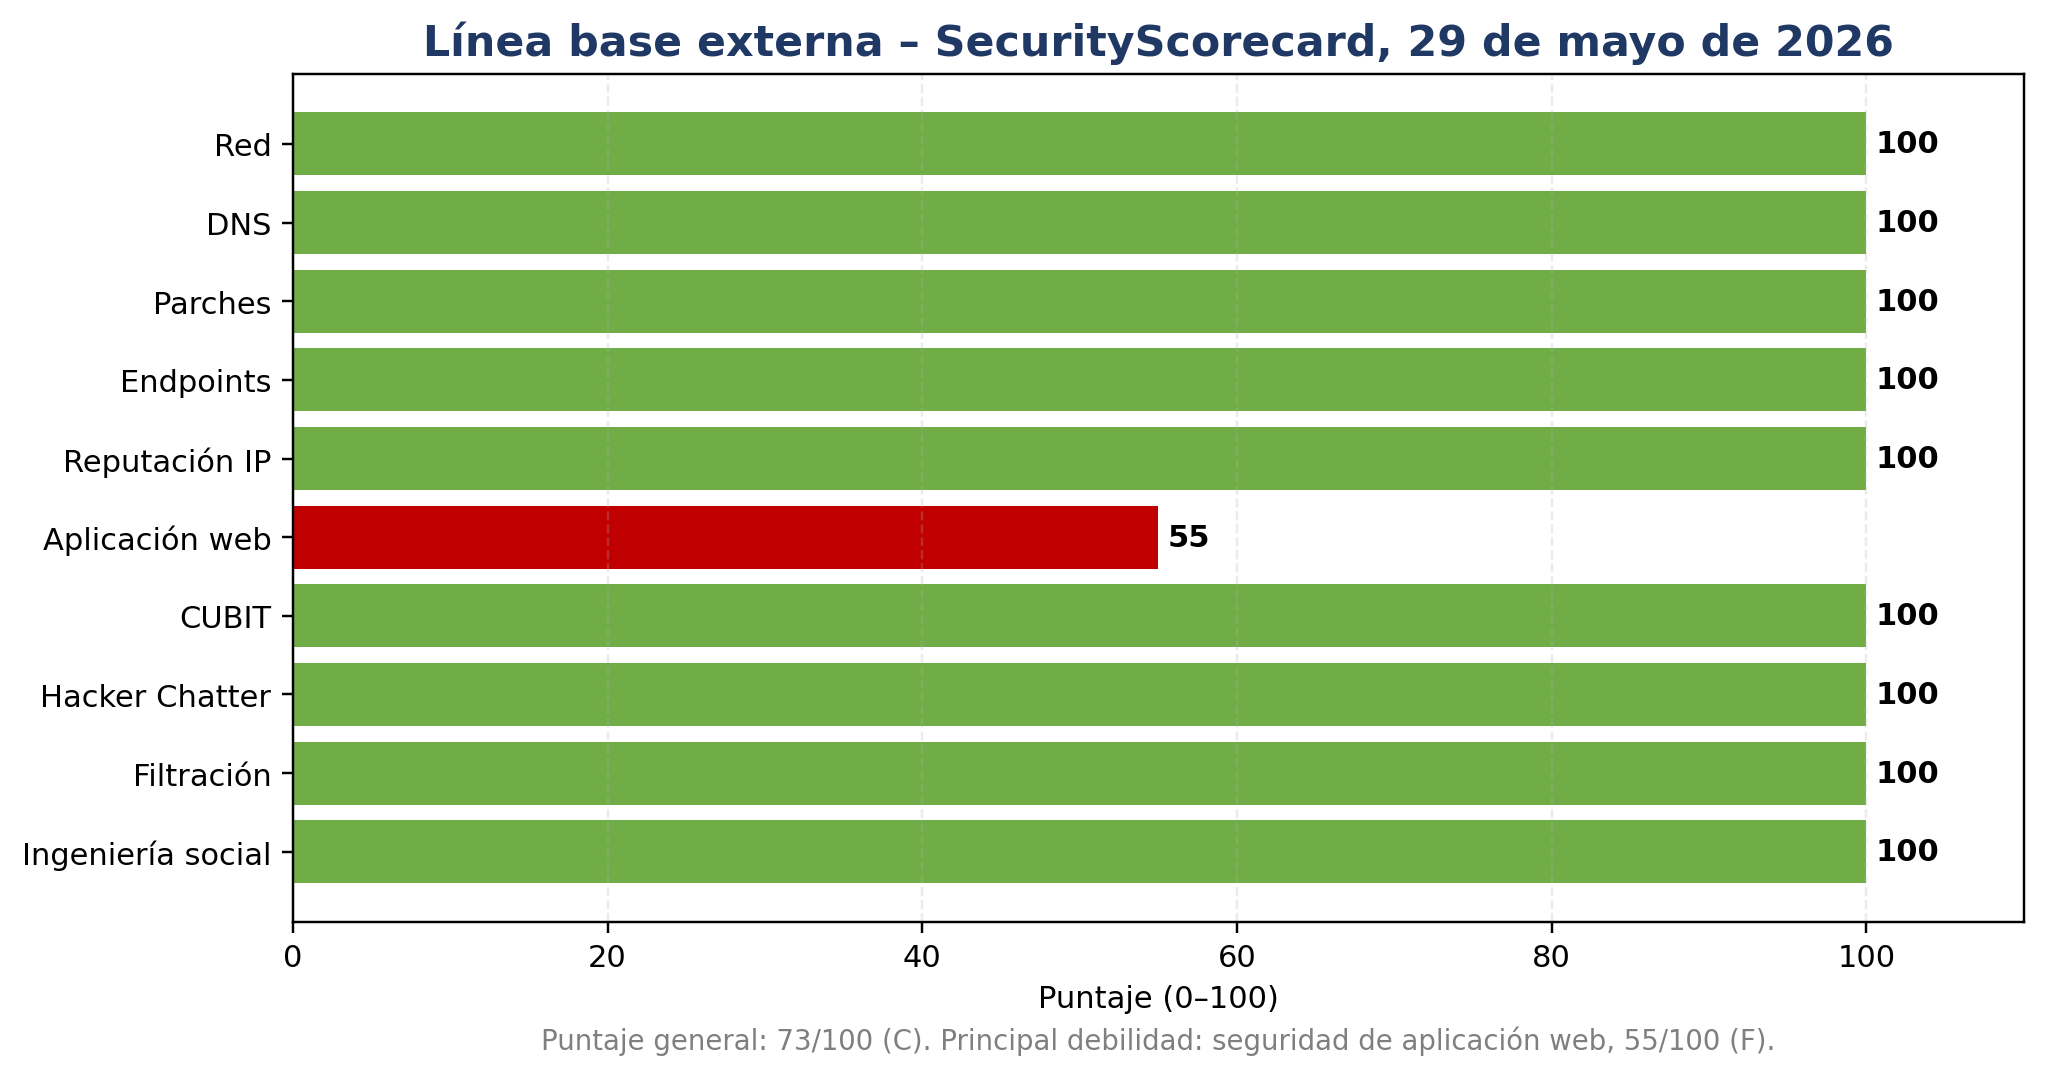 Línea base externa – SecurityScorecard, 29 de mayo de 2026
Red 100
DNS 100
Parches 100
Endpoints 100
Reputación IP 100
Aplicación web 55
CUBIT 100
Hacker Chatter 100
Filtración 100
Ingeniería social 100
0 20 40 60 80 100
Puntaje (0–100)
Puntaje general: 73/100 (C). Principal debilidad: seguridad de aplicación web, 55/100 (F).